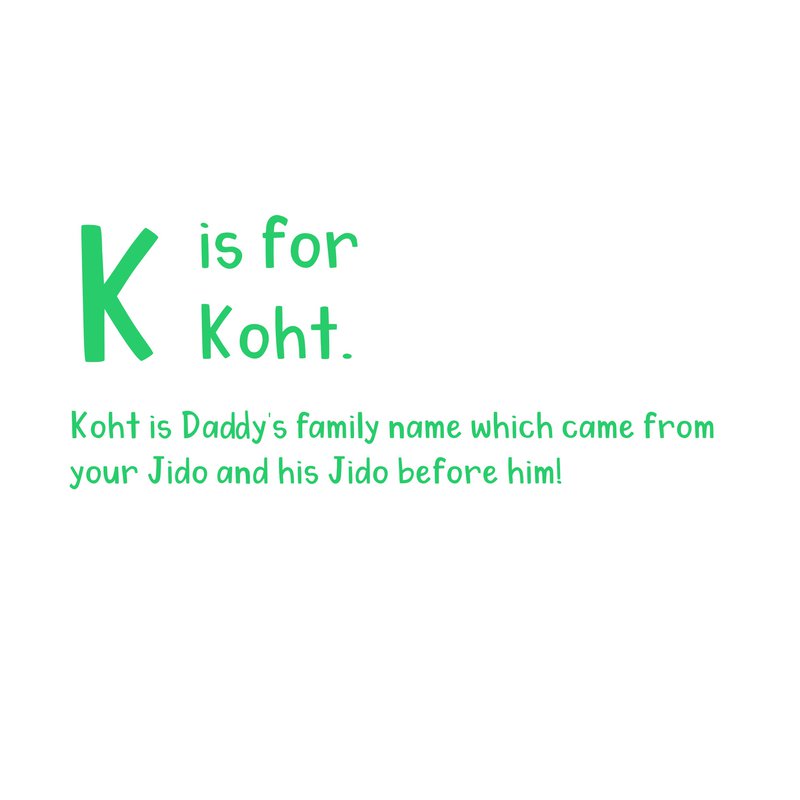 K is for
Koht.
Koht is Daddy's family name which came from
your Jido and his Jido before him!